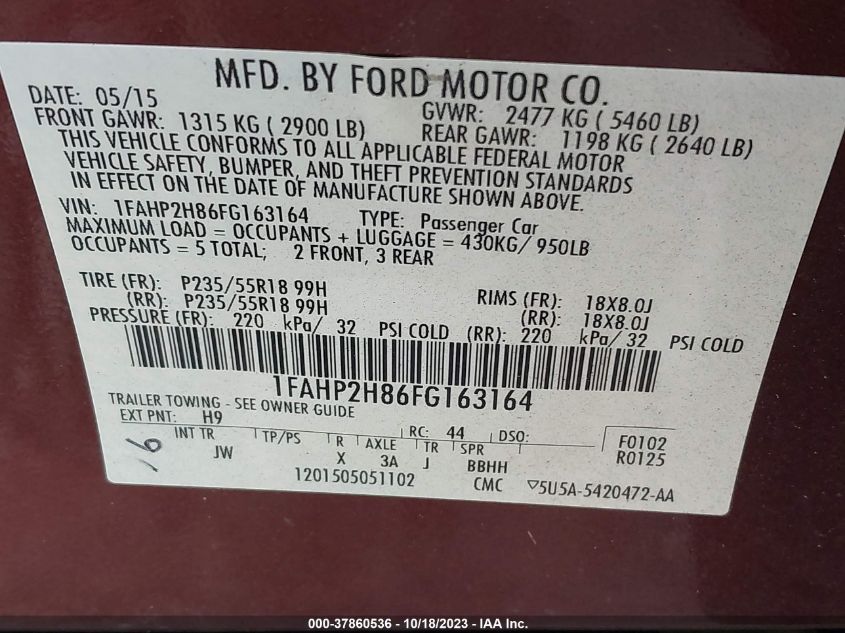 MFD. BY FORD MOTOR CO.
DATE: 05/15 GVWR: 2477 KG ( 5460 LB)
FRONT GAWR: 1315 KG ( 2900 LB) REAR GAWR: 1198 KG ( 2640 LB)
THIS VEHICLE CONFORMS TO ALL APPLICABLE FEDERAL MOTOR
VEHICLE SAFETY, BUMPER, AND THEFT PREVENTION STANDARDS
IN EFFECT ON THE DATE OF MANUFACTURE SHOWN ABOVE.
VIN: 1FAHP2H86FG163164 TYPE: Passenger Car
MAXIMUM LOAD = OCCUPANTS + LUGGAGE = 430KG/ 950LB
OCCUPANTS = 5 TOTAL; 2 FRONT, 3 REAR
TIRE (FR): P235/55R18 99H RIMS (FR): 18X8.0J
(RR): P235/55R18 99H (RR): 18X8.0J
PRESSURE (FR): 220 kPa/ 32 PSI COLD (RR): 220 kPa/ 32 PSI COLD
1FAHP2H86FG163164
TRAILER TOWING - SEE OWNER GUIDE
EXT PNT: H9 RC: 44 DSO: F0102
INT TR TP/PS R AXLE TR SPR R0125
JW X 3A J BBHH
1201505051102 CMC ▽5U5A-5420472-AA
16
000-37860536 - 10/18/2023 - IAA Inc.